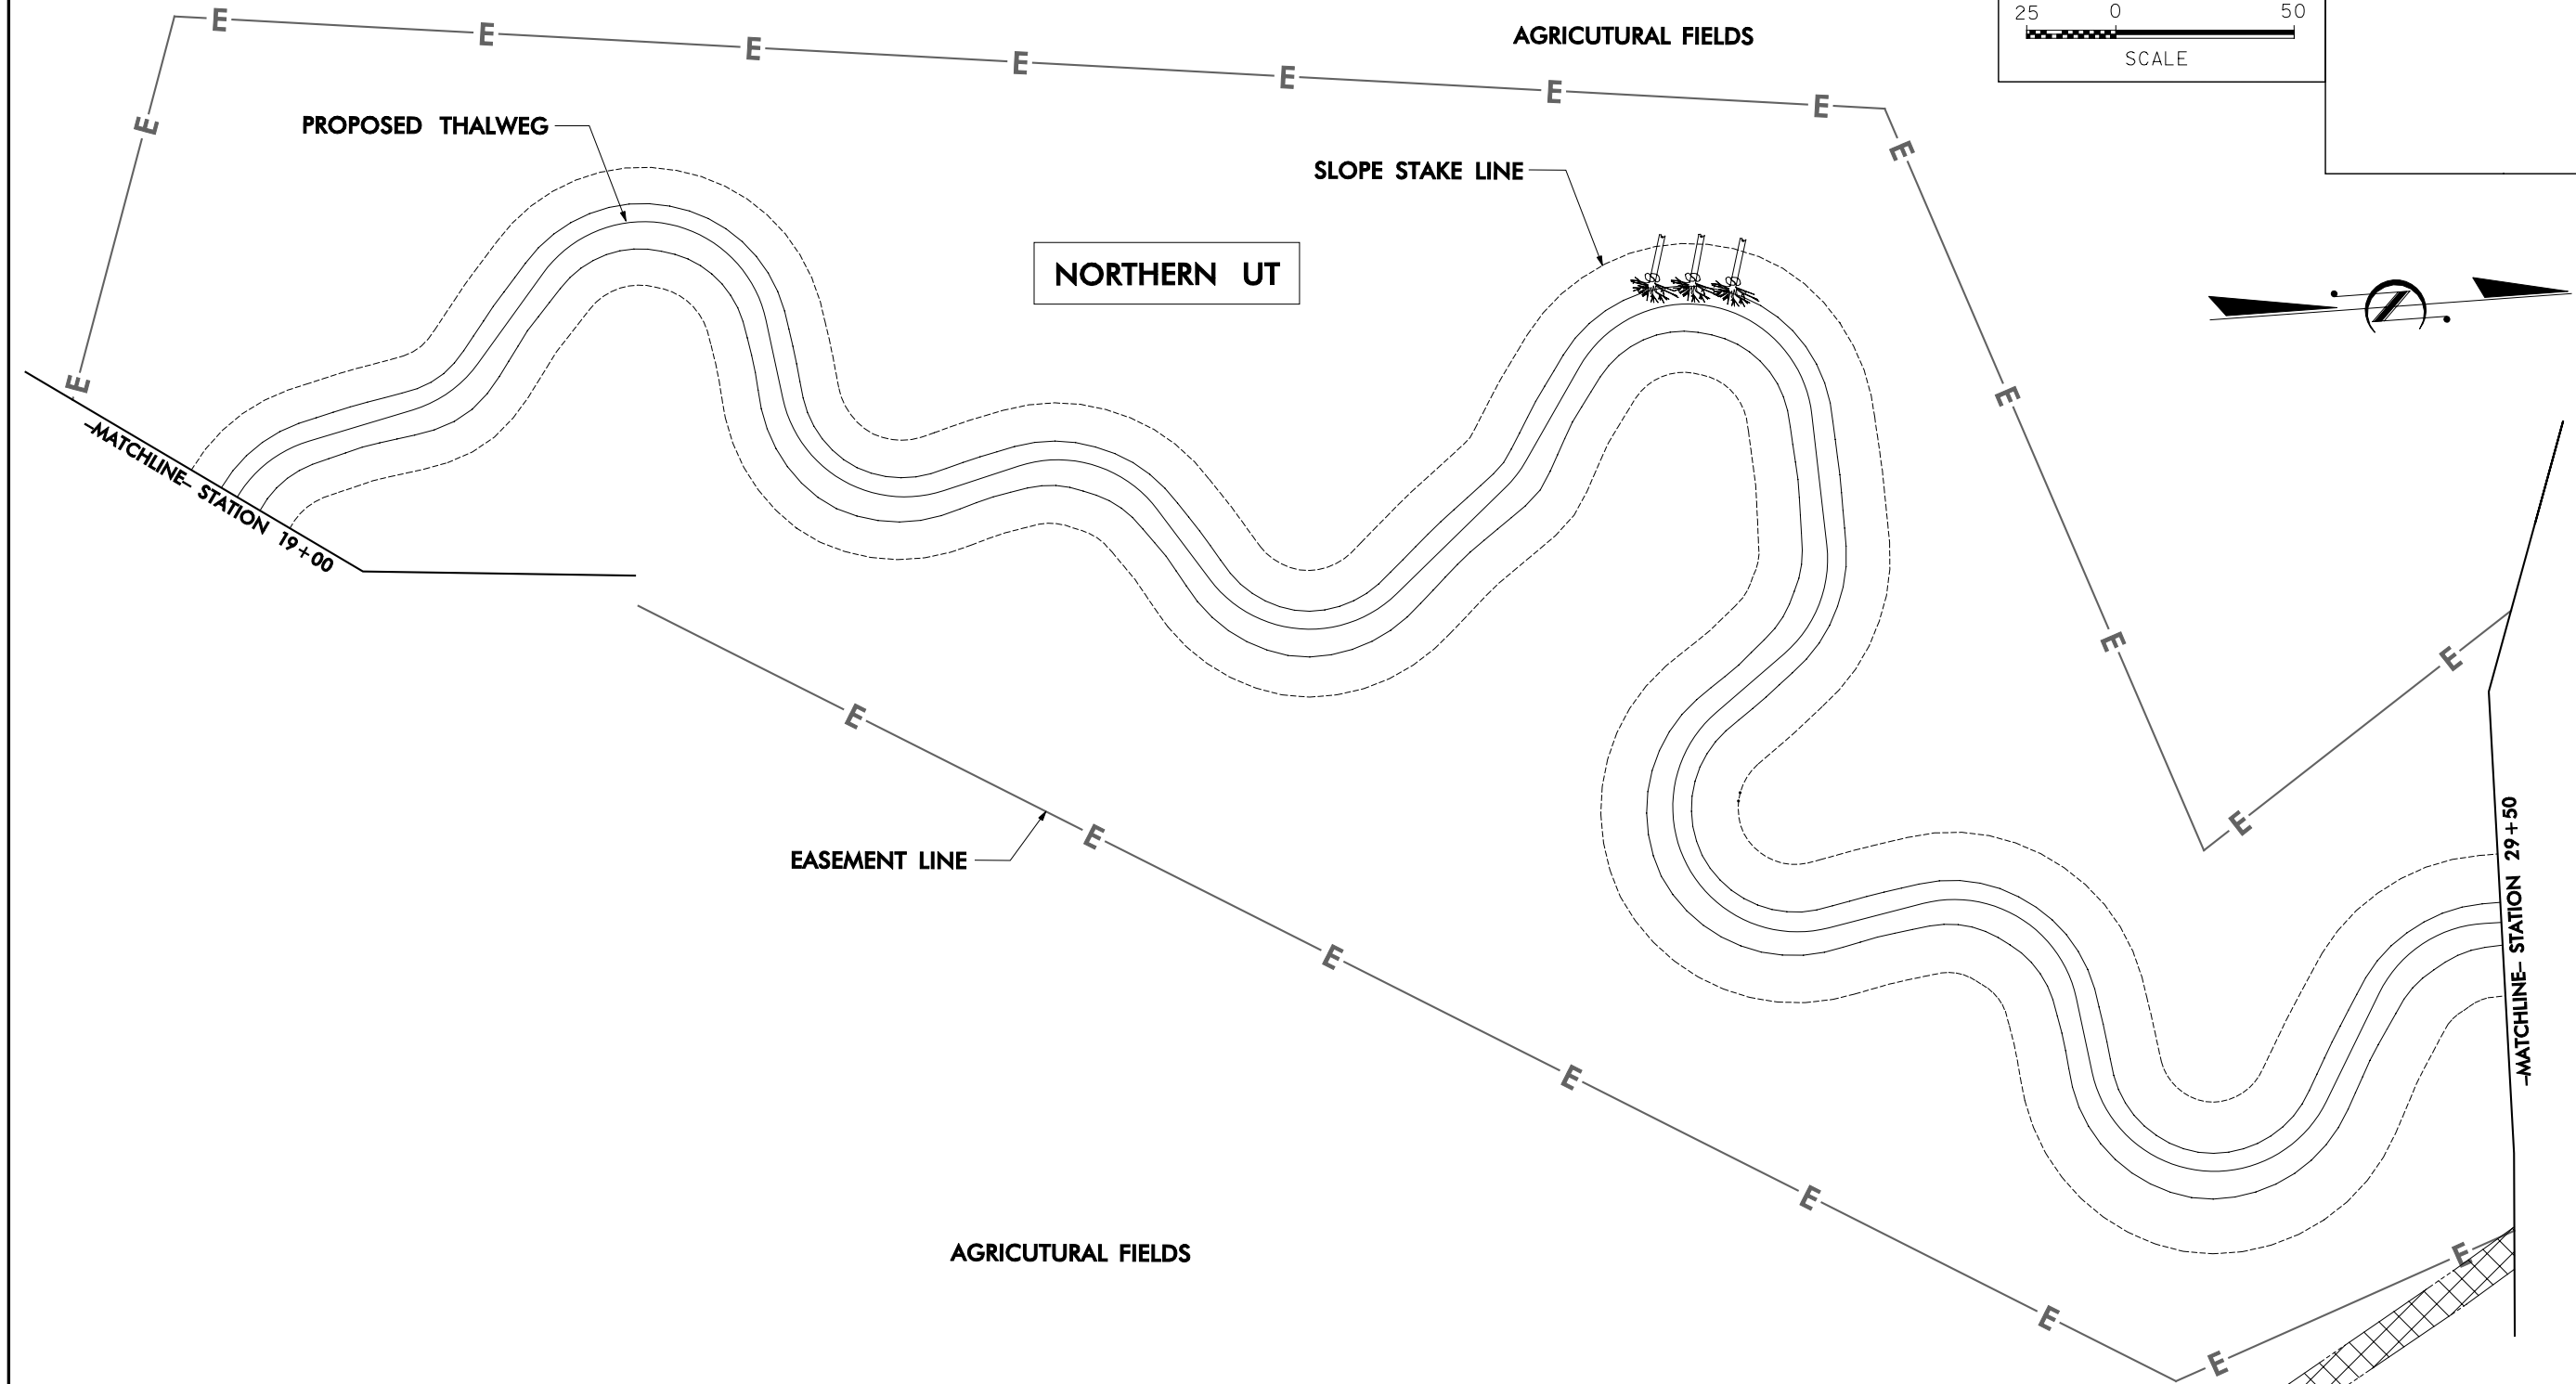 25 0 50
SCALE
AGRICUTURAL FIELDS
E E E E E E E
E
E
PROPOSED THALWEG
SLOPE STAKE LINE
NORTHERN UT
Z
E
E
E
E
E
E
-MATCHLINE- STATION 19+00
E
E
E
E
E
E
EASEMENT LINE
-MATCHLINE- STATION 29+50
AGRICUTURAL FIELDS
E
E